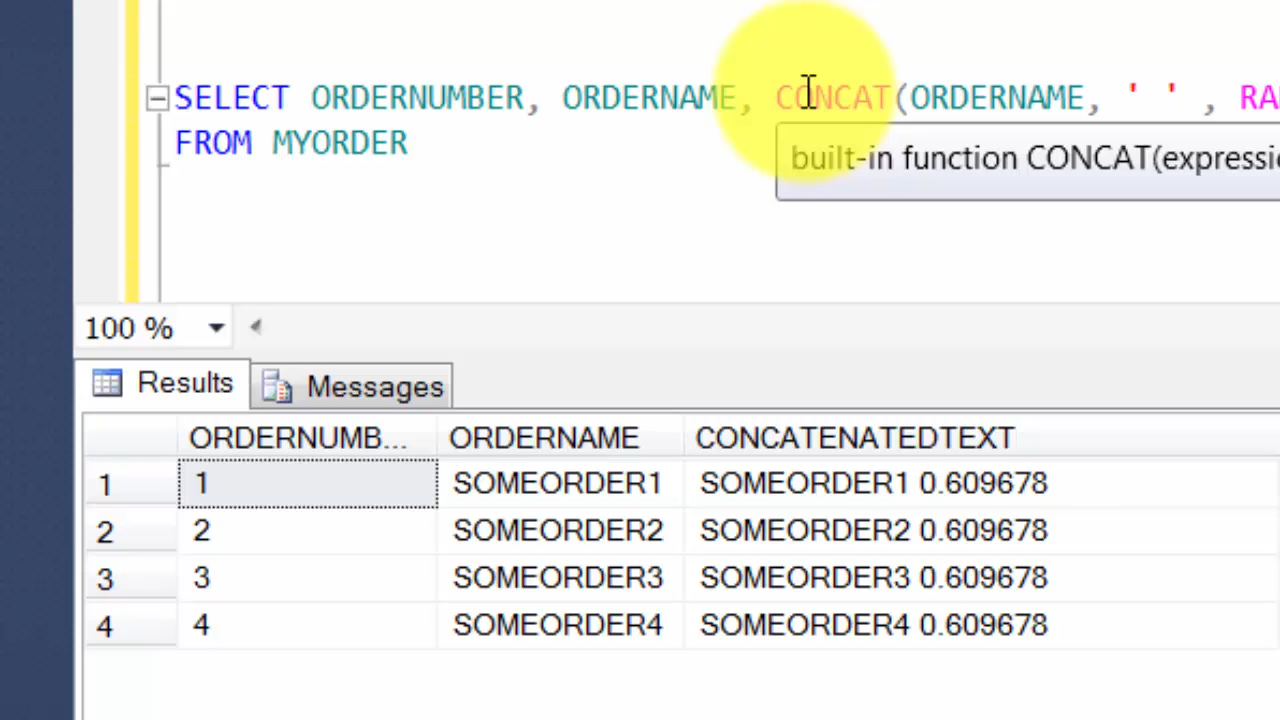 SELECT ORDERNUMBER, ORDERNAME, CONCAT(ORDERNAME, ' ' , RA
FROM MYORDER
built-in function CONCAT(expressi
100 %
Results Messages
ORDERNUMB... ORDERNAME CONCATENATEDTEXT
1 1 SOMEORDER1 SOMEORDER1 0.609678
2 2 SOMEORDER2 SOMEORDER2 0.609678
3 3 SOMEORDER3 SOMEORDER3 0.609678
4 4 SOMEORDER4 SOMEORDER4 0.609678